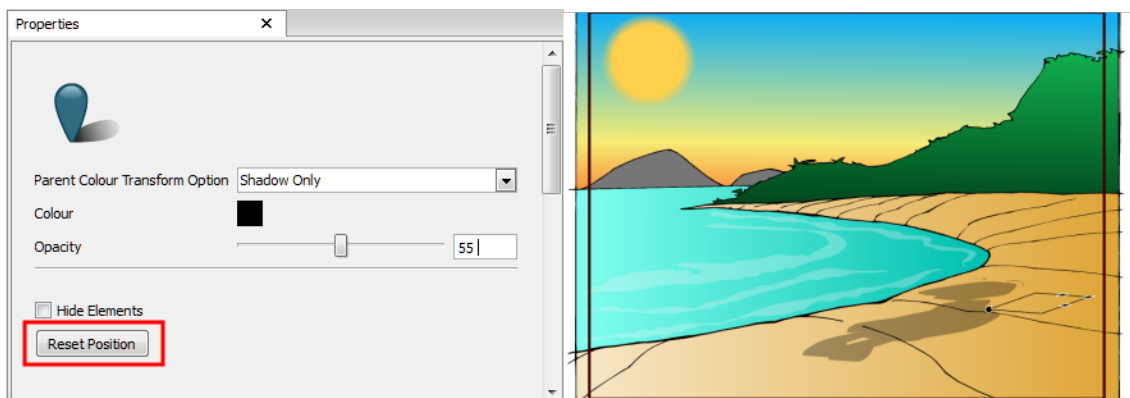 Properties
Parent Colour Transform Option Shadow Only
Colour
Opacity 55
Hide Elements
Reset Position